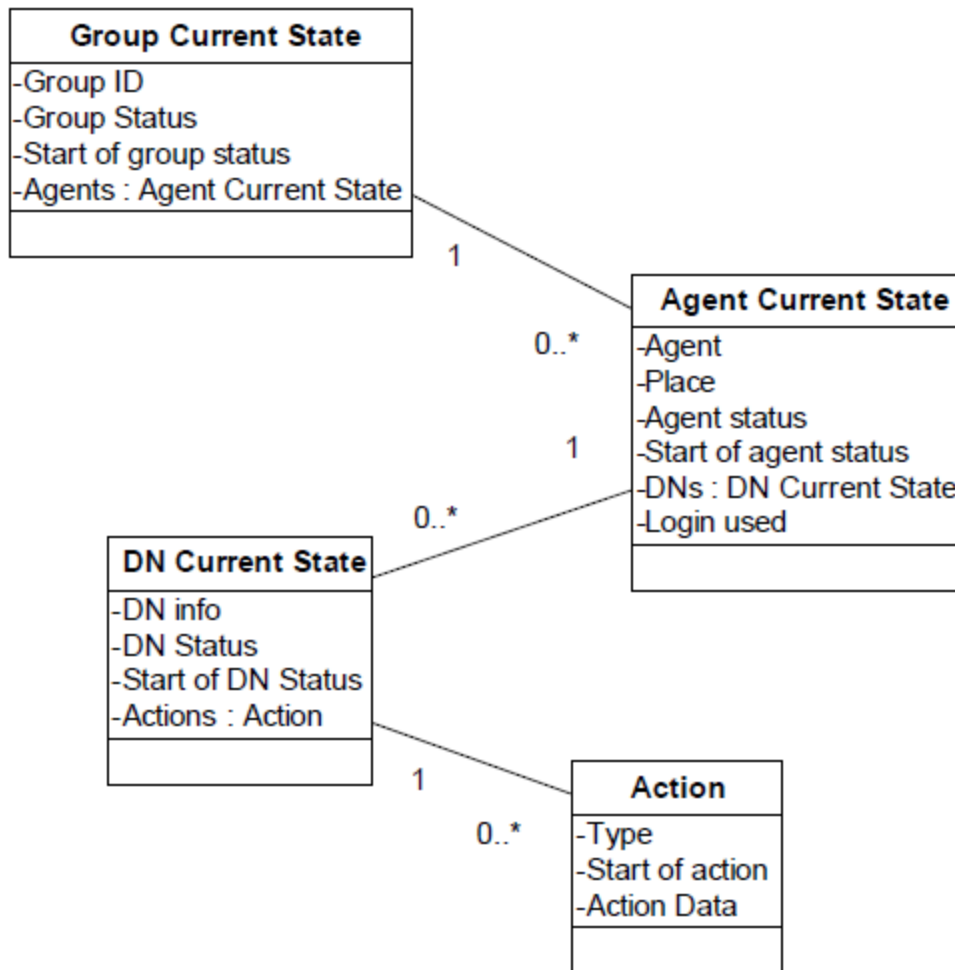 Group Current State
-Group ID
-Group Status
-Start of group status
-Agents : Agent Current State
1
0..*
Agent Current State
-Agent
-Place
-Agent status
-Start of agent status
-DNs : DN Current State
-Login used
1
0..*
DN Current State
-DN info
-DN Status
-Start of DN Status
-Actions : Action
1
0..*
Action
-Type
-Start of action
-Action Data